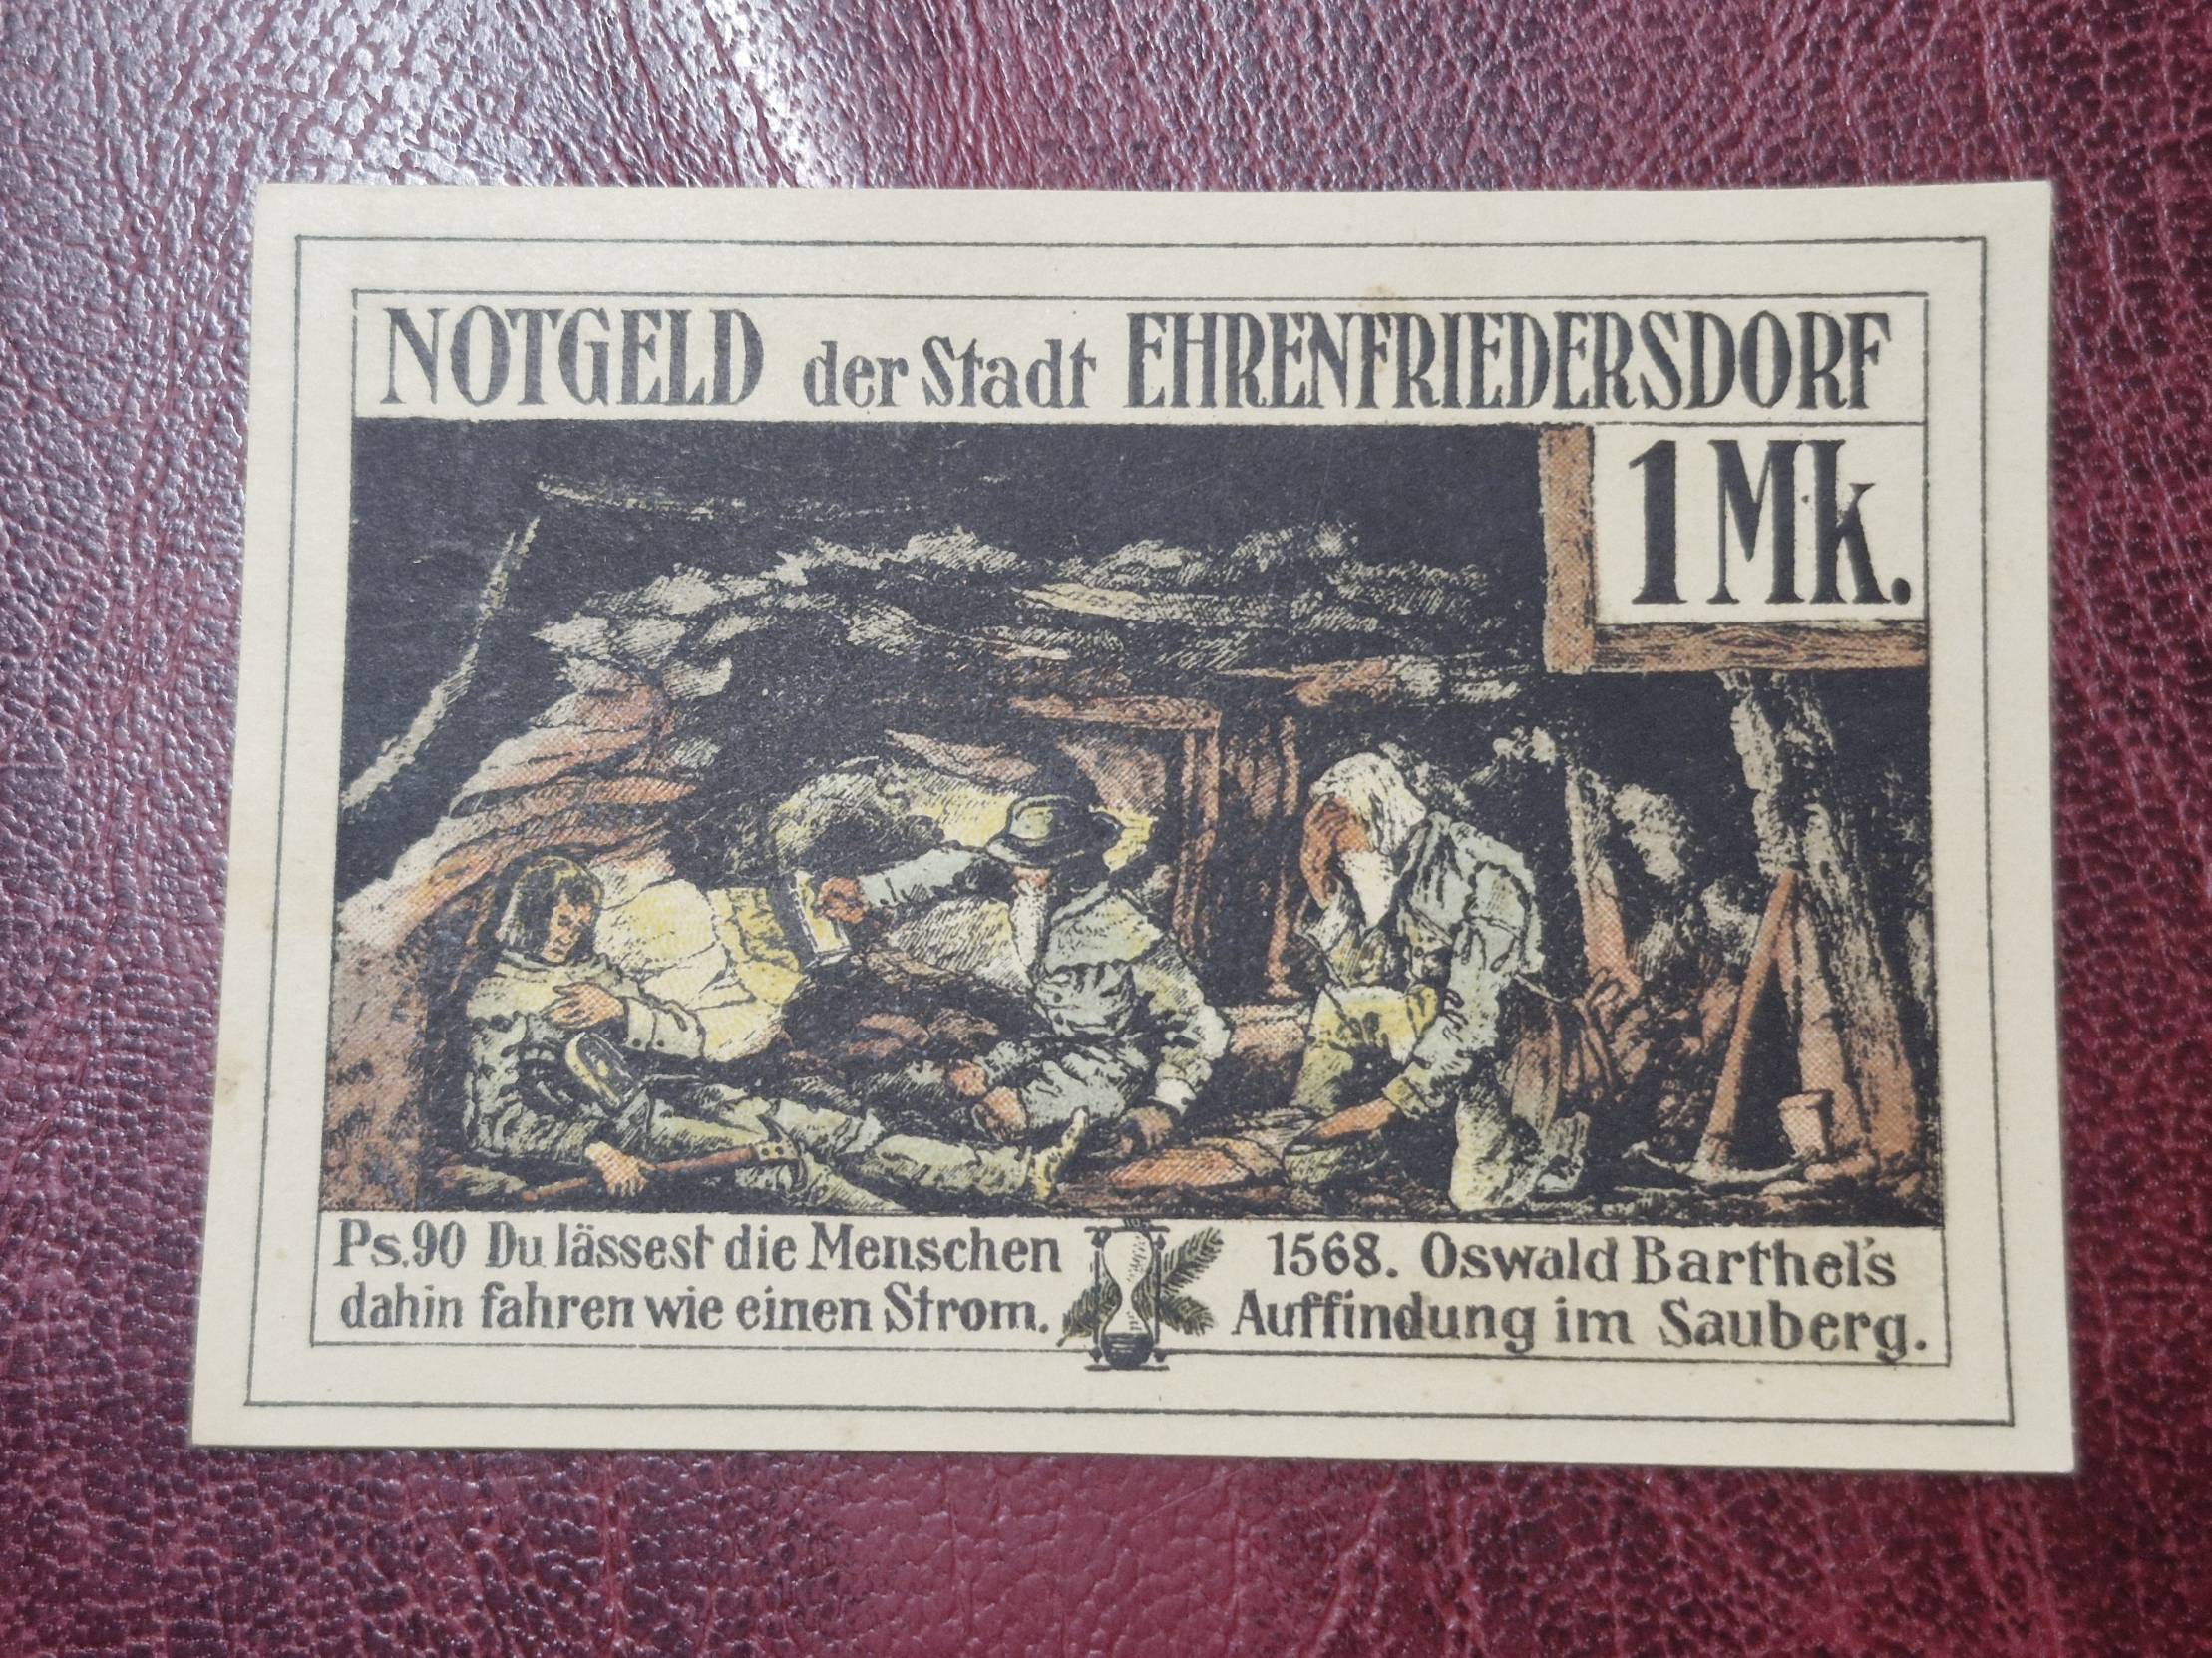 NOTGELD der Stadt EHRENFRIEDERSDORF
1 Mk.
Ps. 90 Du lässest die Menschen
dahin fahren wie einen Strom.
1568. Oswald Barthel's
Auffindung im Sauberg.